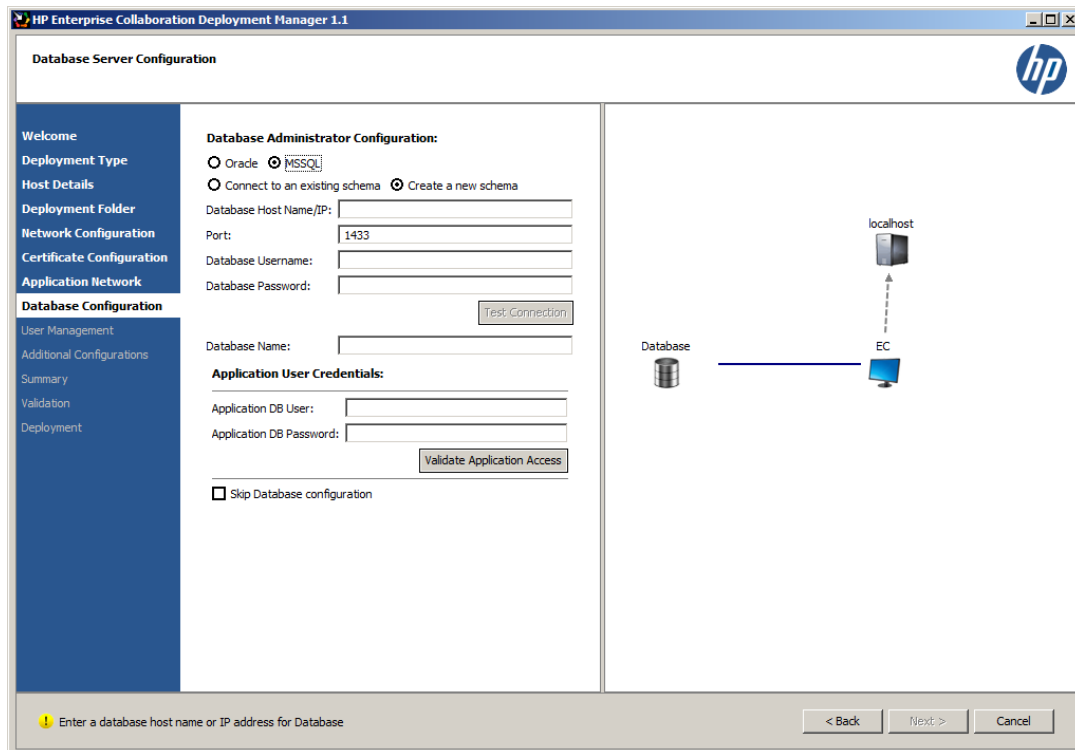 HP Enterprise Collaboration Deployment Manager 1.1
Database Server Configuration
hp
Welcome
Deployment Type
Host Details
Deployment Folder
Network Configuration
Certificate Configuration
Application Network
Database Configuration
User Management
Additional Configurations
Summary
Validation
Deployment
Database Administrator Configuration:
Oracle MSSQL
Connect to an existing schema Create a new schema
Database Host Name/IP:
Port: 1433
Database Username:
Database Password:
Test Connection
Database Name:
Application User Credentials:
Application DB User:
Application DB Password:
Validate Application Access
Skip Database configuration
localhost
Database EC
Enter a database host name or IP address for Database
< Back Next > Cancel